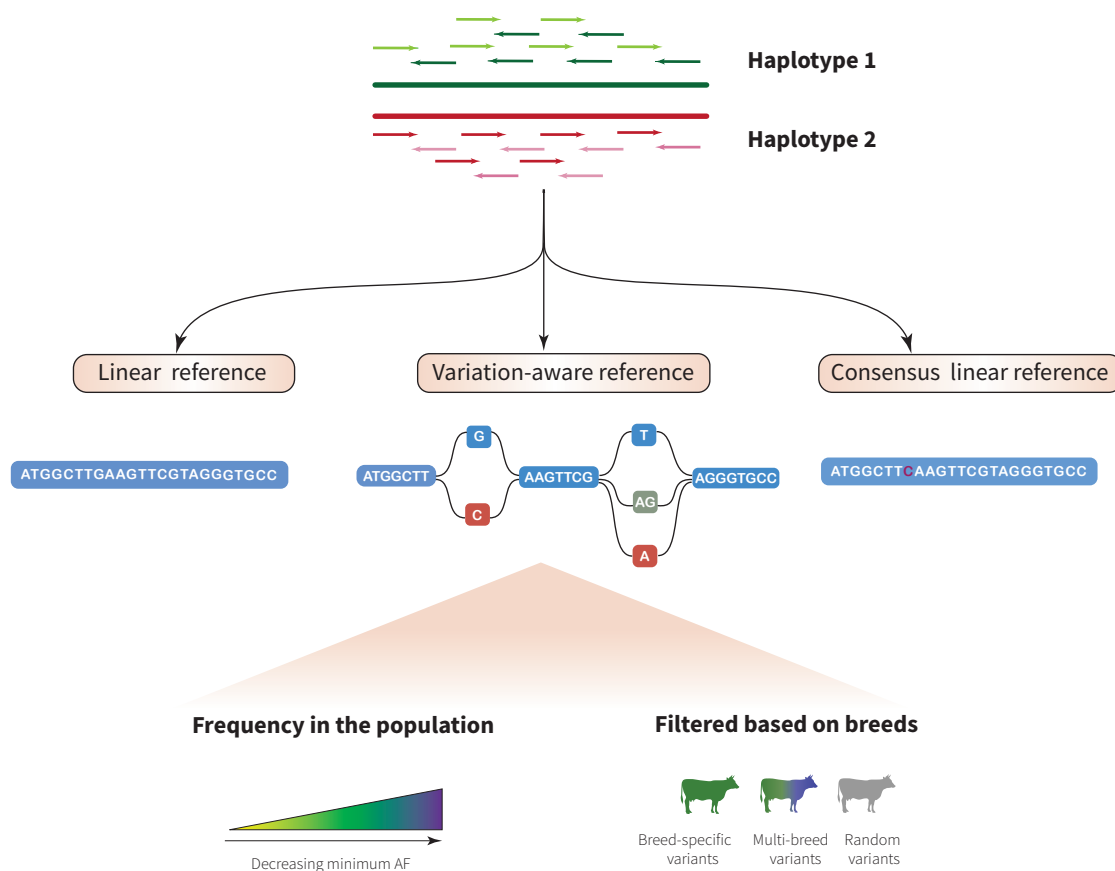 Haplotype 1
Haplotype 2
Linear reference
Variation-aware reference
Consensus linear reference
ATGGCTTGAAGTTCGTAGGGTGCC
ATGGCTT
G
C
AAGTTCG
T
AG
A
AGGGTGCC
ATGGCTTCAAGTTCGTAGGGTGCC
Frequency in the population
Filtered based on breeds
Decreasing minimum AF
Breed-specific
variants
Multi-breed
variants
Random
variants